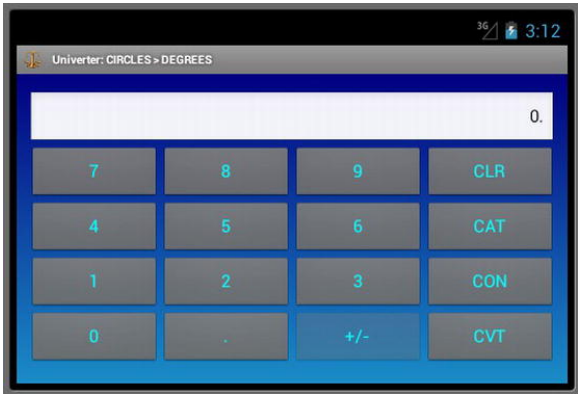 3G 3:12
Univerter: CIRCLES > DEGREES
0.
7 8 9 CLR
4 5 6 CAT
1 2 3 CON
0 . +/- CVT